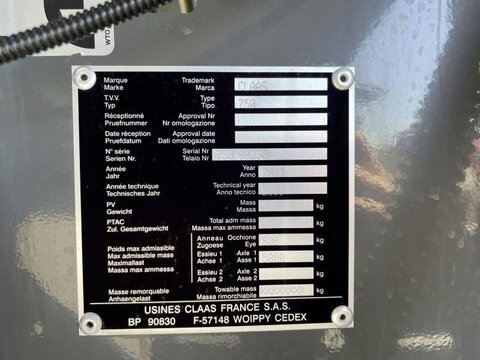 Marque Trademark CLAAS
Marke Marca
T.V.V. Type 750
Typ Tipo
Réceptionné Approval Nr
Pruefnummer Nr omologazione
Date réception Approval date
Pruefdatum Dati omologazione
N° série Serial Nr
Serien Nr. Telaio Nr
Année Year
Jahr Anno
Année technique Technical year
Technisches Jahr Anno tecnico
PV Mass kg
Gewicht Massa
PTAC Total adm mass kg
Zul. Gesamtgewicht Massa max ammessa
Anneau Occhione kg
Zugoese Eye
Poids maxi admissible Essieu 1 Axle 1 5800 kg
Max admissible mass Achse 1 Asse 1
Maximallast
Massa max ammessa Essieu 2 Axle 2 kg
Achse 2 Asse 2
Masse remorquable Towable mass XXXXXXXX kg
Anhaengelast Massa rimorchiabile
USINES CLAAS FRANCE S.A.S.
BP 90830 F-57148 WOIPPY CEDEX